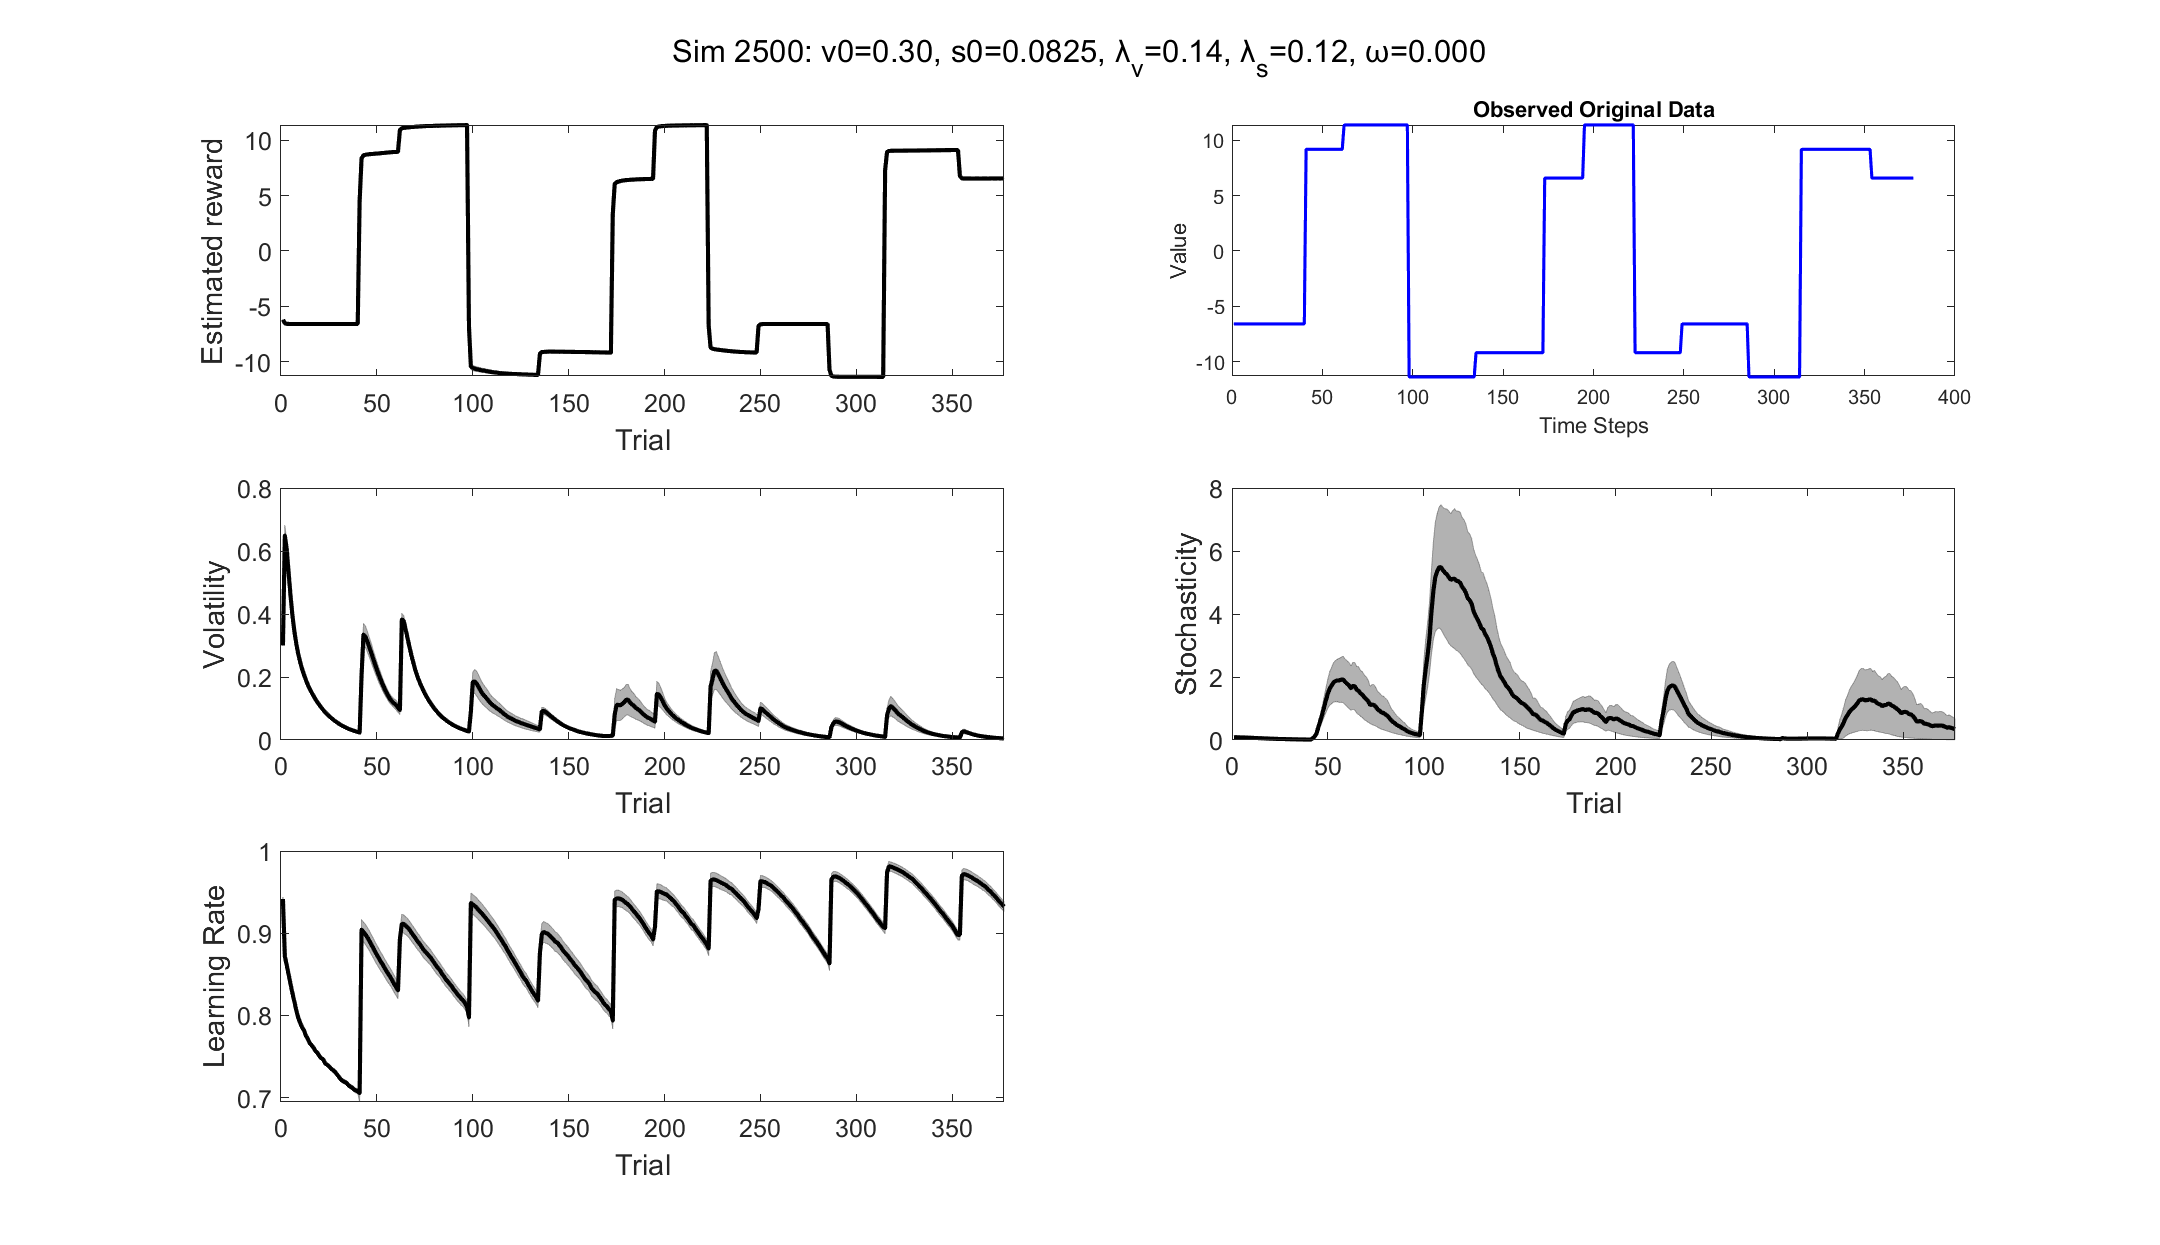 Sim 2500: v0=0.30, s0=0.0825, λv=0.14, λs=0.12, ω=0.000
Estimated reward
10
5
0
-5
-10
0 50 100 150 200 250 300 350
Trial
Observed Original Data
Value
10
5
0
-5
-10
0 50 100 150 200 250 300 350 400
Time Steps
Volatility
0.8
0.6
0.4
0.2
0
0 50 100 150 200 250 300 350
Trial
Stochasticity
8
6
4
2
0
0 50 100 150 200 250 300 350
Trial
Learning Rate
1
0.9
0.8
0.7
0 50 100 150 200 250 300 350
Trial